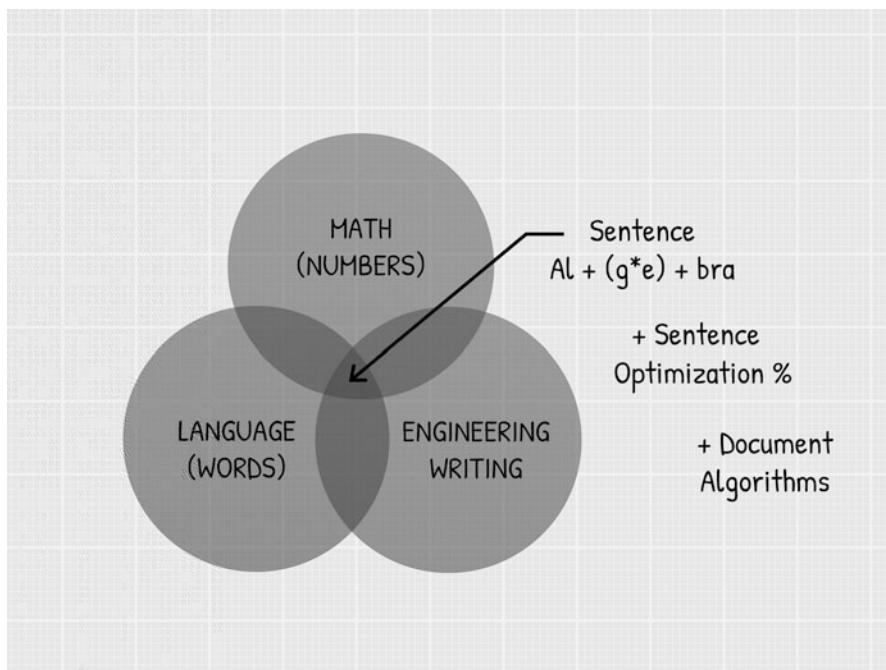 MATH
(NUMBERS)
LANGUAGE
(WORDS)
ENGINEERING
WRITING
Sentence
Al + (g*e) + bra
+ Sentence
Optimization %
+ Document
Algorithms